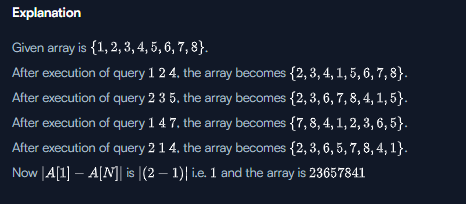 Explanation
Given array is {1, 2, 3, 4, 5, 6, 7, 8}.
After execution of query 1 2 4, the array becomes {2, 3, 4, 1, 5, 6, 7, 8}.
After execution of query 2 3 5, the array becomes {2, 3, 6, 7, 8, 4, 1, 5}.
After execution of query 1 4 7, the array becomes {7, 8, 4, 1, 2, 3, 6, 5}.
After execution of query 2 1 4, the array becomes {2, 3, 6, 5, 7, 8, 4, 1}.
Now |A[1] − A[N]| is |(2 − 1)| i.e. 1 and the array is 23657841